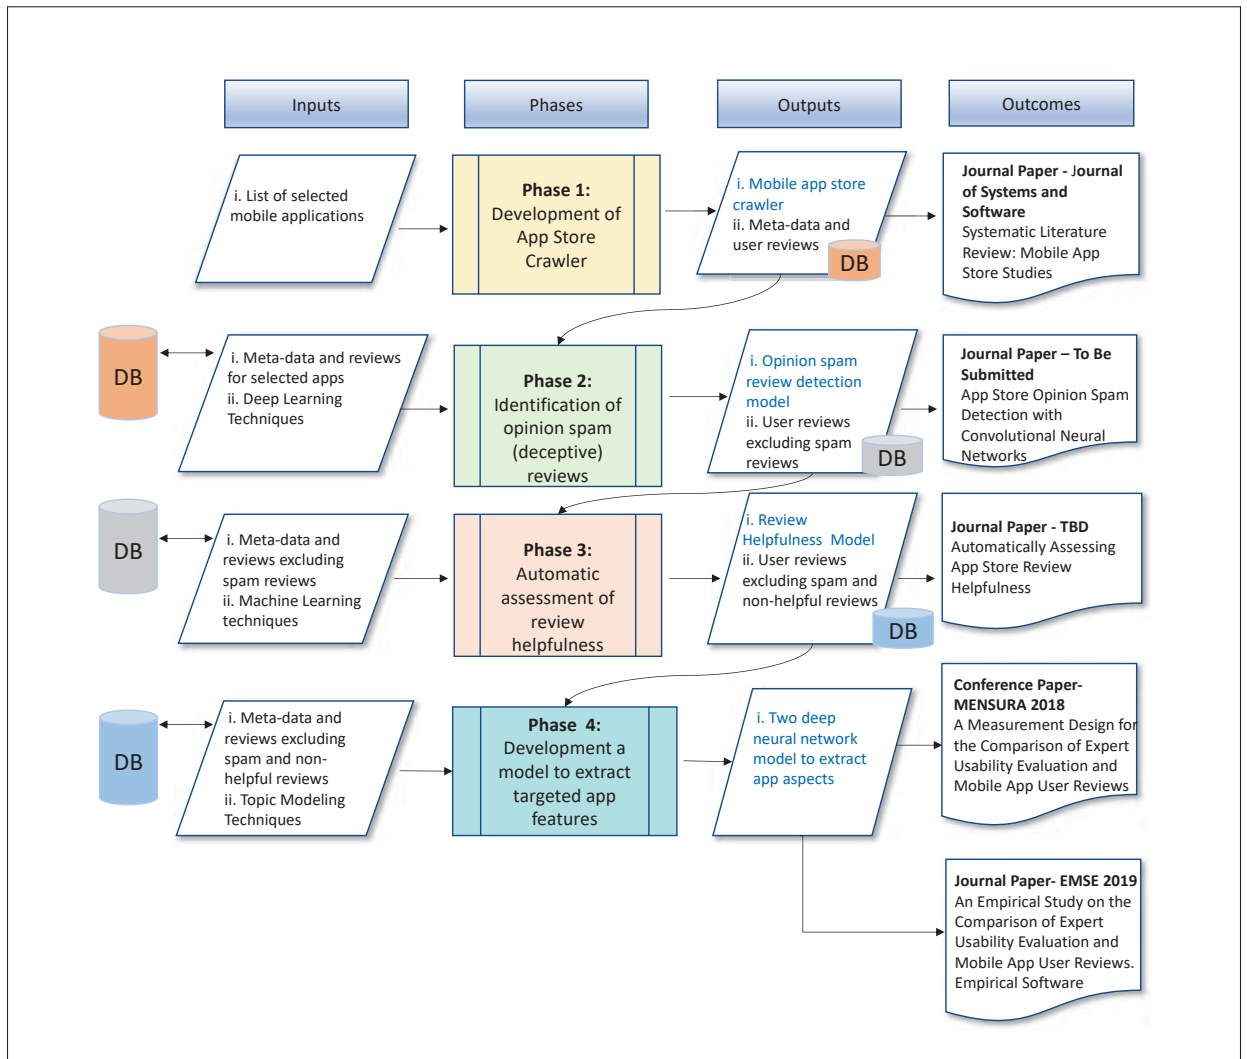 Inputs
Phases
Outputs
Outcomes
i. List of selected
mobile applications
Phase 1:
Development of
App Store
Crawler
i. Mobile app store
crawler
ii. Meta-data and
user reviews
DB
Journal Paper - Journal
of Systems and
Software
Systematic Literature
Review: Mobile App
Store Studies
DB
i. Meta-data and reviews
for selected apps
ii. Deep Learning
Techniques
Phase 2:
Identification of
opinion spam
(deceptive)
reviews
i. Opinion spam
review detection
model
ii. User reviews
excluding spam
reviews
DB
Journal Paper – To Be
Submitted
App Store Opinion Spam
Detection with
Convolutional Neural
Networks
DB
i. Meta-data and
reviews excluding
spam reviews
ii. Machine Learning
techniques
Phase 3:
Automatic
assessment of
review
helpfulness
i. Review
Helpfulness Model
ii. User reviews
excluding spam and
non-helpful reviews
DB
Journal Paper - TBD
Automatically Assessing
App Store Review
Helpfulness
DB
i. Meta-data and
reviews excluding
spam and non-
helpful reviews
ii. Topic Modeling
Techniques
Phase 4:
Development a
model to extract
targeted app
features
i. Two deep
neural network
model to extract
app aspects
Conference Paper-
MENSURA 2018
A Measurement Design for
the Comparison of Expert
Usability Evaluation and
Mobile App User Reviews
Journal Paper- EMSE 2019
An Empirical Study on the
Comparison of Expert
Usability Evaluation and
Mobile App User Reviews.
Empirical Software